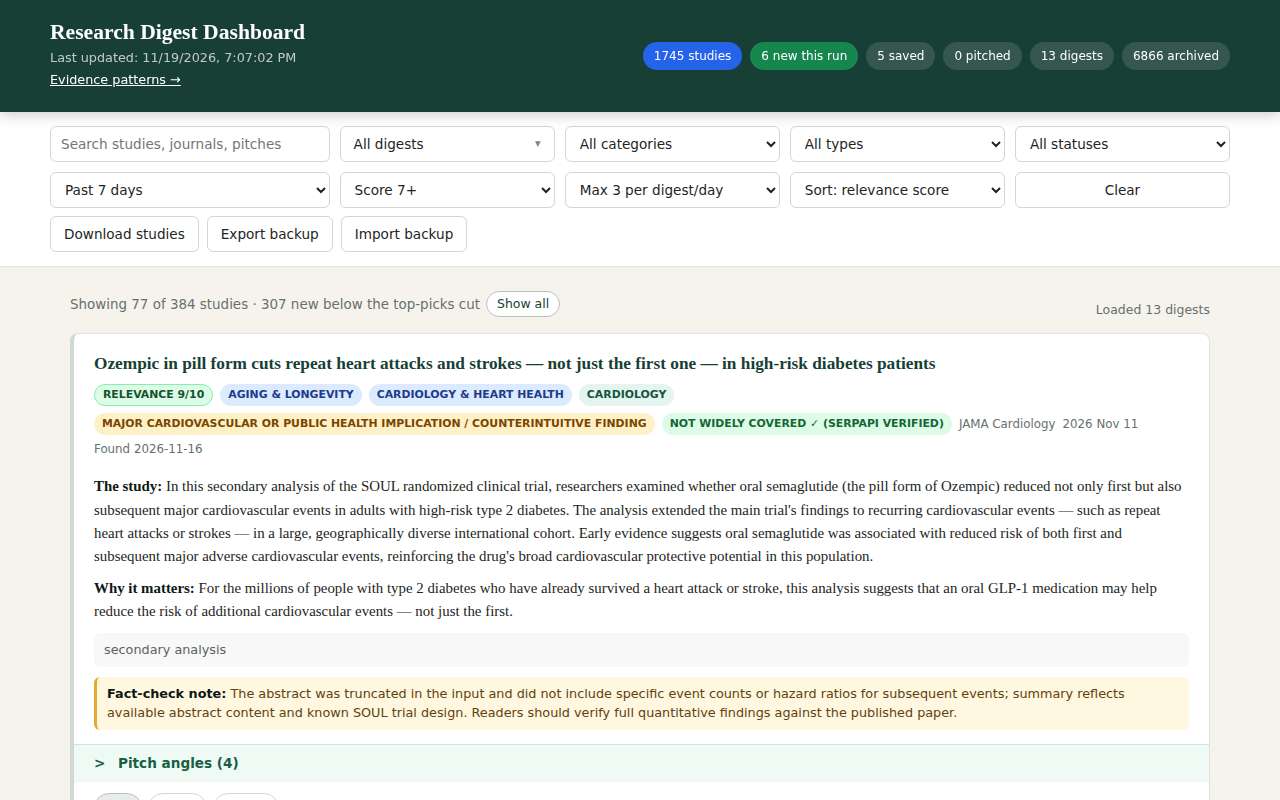 Research Digest Dashboard
Last updated: 11/19/2026, 7:07:02 PM
Evidence patterns →
1745 studies
6 new this run
5 saved
0 pitched
13 digests
6866 archived
Search studies, journals, pitches
All digests
All categories
All types
All statuses
Past 7 days
Score 7+
Max 3 per digest/day
Sort: relevance score
Clear
Download studies
Export backup
Import backup
Showing 77 of 384 studies · 307 new below the top-picks cut
Show all
Loaded 13 digests
Ozempic in pill form cuts repeat heart attacks and strokes — not just the first one — in high-risk diabetes patients
RELEVANCE 9/10
AGING & LONGEVITY
CARDIOLOGY & HEART HEALTH
CARDIOLOGY
MAJOR CARDIOVASCULAR OR PUBLIC HEALTH IMPLICATION / COUNTERINTUITIVE FINDING
NOT WIDELY COVERED ✓ (SERPAPI VERIFIED)
JAMA Cardiology 2026 Nov 11
Found 2026-11-16
The study: In this secondary analysis of the SOUL randomized clinical trial, researchers examined whether oral semaglutide (the pill form of Ozempic) reduced not only first but also
subsequent major cardiovascular events in adults with high-risk type 2 diabetes. The analysis extended the main trial's findings to recurring cardiovascular events — such as repeat
heart attacks or strokes — in a large, geographically diverse international cohort. Early evidence suggests oral semaglutide was associated with reduced risk of both first and
subsequent major adverse cardiovascular events, reinforcing the drug's broad cardiovascular protective potential in this population.
Why it matters: For the millions of people with type 2 diabetes who have already survived a heart attack or stroke, this analysis suggests that an oral GLP-1 medication may help
reduce the risk of additional cardiovascular events — not just the first.
secondary analysis
Fact-check note: The abstract was truncated in the input and did not include specific event counts or hazard ratios for subsequent events; summary reflects
available abstract content and known SOUL trial design. Readers should verify full quantitative findings against the published paper.
> Pitch angles (4)